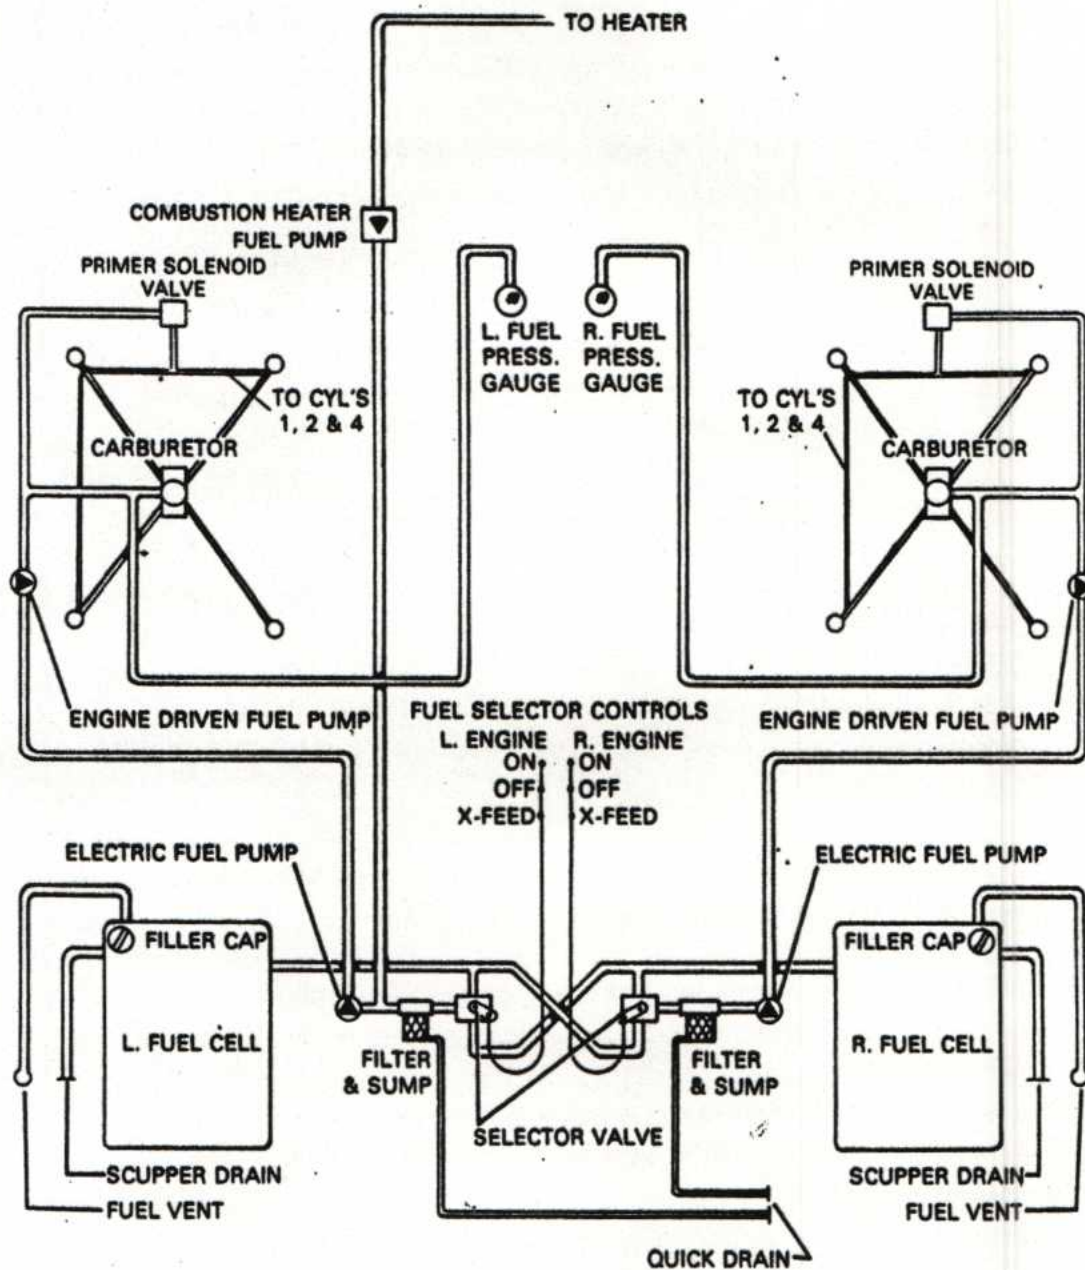 TO HEATER
COMBUSTION HEATER
FUEL PUMP
PRIMER SOLENOID
VALVE
PRIMER SOLENOID
VALVE
L. FUEL
PRESS.
GAUGE
R. FUEL
PRESS.
GAUGE
TO CYL'S
1, 2 & 4
TO CYL'S
1, 2 & 4
CARBURETOR
CARBURETOR
ENGINE DRIVEN FUEL PUMP
FUEL SELECTOR CONTROLS
ENGINE DRIVEN FUEL PUMP
L. ENGINE
ON
OFF
X-FEED
R. ENGINE
ON
OFF
X-FEED
ELECTRIC FUEL PUMP
ELECTRIC FUEL PUMP
FILLER CAP
FILLER CAP
L. FUEL CELL
R. FUEL CELL
FILTER
& SUMP
FILTER
& SUMP
SELECTOR VALVE
SCUPPER DRAIN
FUEL VENT
SCUPPER DRAIN
FUEL VENT
QUICK DRAIN